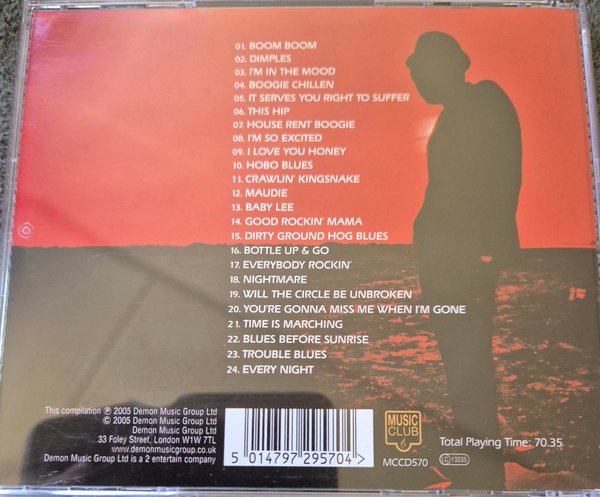 01. BOOM BOOM
02. DIMPLES
03. I'M IN THE MOOD
04. BOOGIE CHILLEN
05. IT SERVES YOU RIGHT TO SUFFER
06. THIS HIP
07. HOUSE RENT BOOGIE
08. I'M SO EXCITED
09. I LOVE YOU HONEY
10. HOBO BLUES
11. CRAWLIN' KINGSNAKE
12. MAUDIE
13. BABY LEE
14. GOOD ROCKIN' MAMA
15. DIRTY GROUND HOG BLUES
16. BOTTLE UP & GO
17. EVERYBODY ROCKIN'
18. NIGHTMARE
19. WILL THE CIRCLE BE UNBROKEN
20. YOU'RE GONNA MISS ME WHEN I'M GONE
21. TIME IS MARCHING
22. BLUES BEFORE SUNRISE
23. TROUBLE BLUES
24. EVERY NIGHT
This compilation ℗ 2005 Demon Music Group Ltd
© 2005 Demon Music Group Ltd
Demon Music Group Ltd
33 Foley Street, London W1W 7TL
www.demonmusicgroup.co.uk
Demon Music Group Ltd is a 2 entertain company
5 014797 295704 >
MUSIC
CLUB
MCCD570
Total Playing Time: 70.35
LC 13235